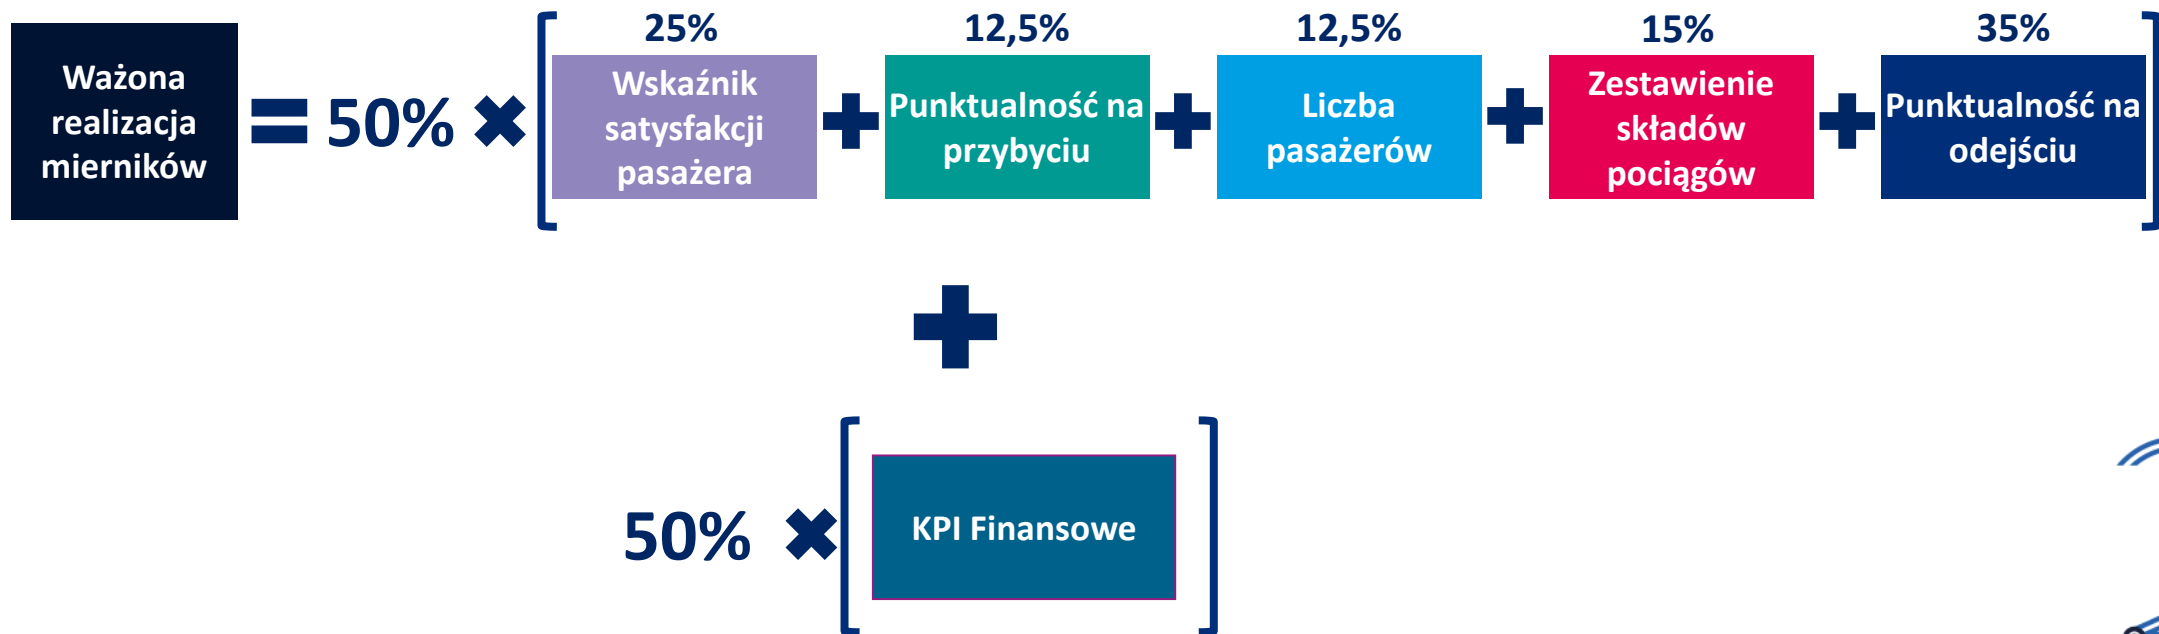 25% 12,5% 12,5% 15% 35%
Ważona
realizacja
mierników
= 50% ×
Wskaźnik
satysfakcji
pasażera
+
Punktualność na
przybyciu
+
Liczba
pasażerów
+
Zestawienie
składów
pociągów
+
Punktualność na
odejściu
+
50% ×
KPI Finansowe